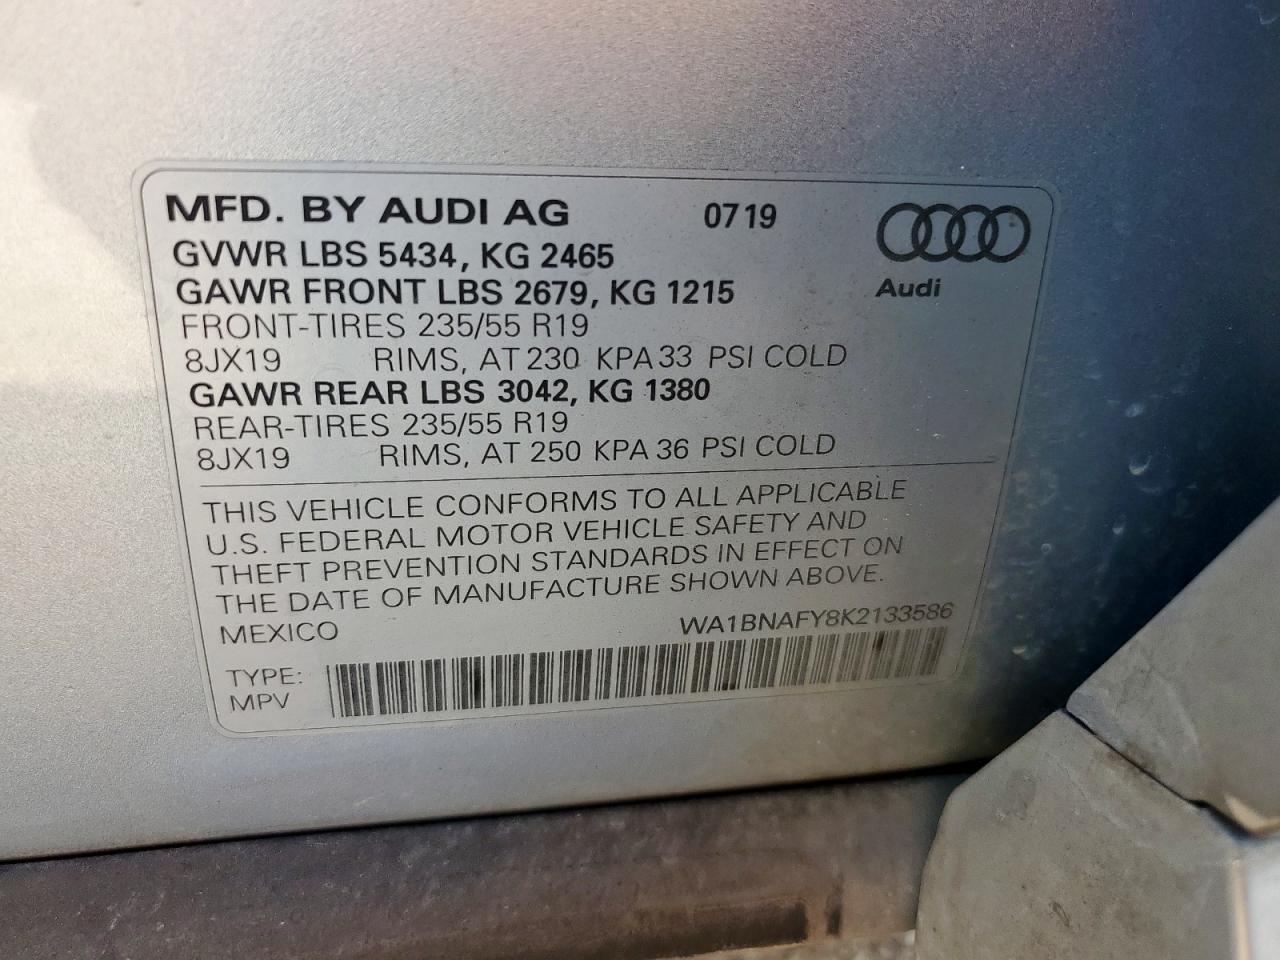 MFD. BY AUDI AG 0719
GVWR LBS 5434, KG 2465
GAWR FRONT LBS 2679, KG 1215
Audi
FRONT-TIRES 235/55 R19
8JX19 RIMS, AT 230 KPA 33 PSI COLD
GAWR REAR LBS 3042, KG 1380
REAR-TIRES 235/55 R19
8JX19 RIMS, AT 250 KPA 36 PSI COLD
THIS VEHICLE CONFORMS TO ALL APPLICABLE
U.S. FEDERAL MOTOR VEHICLE SAFETY AND
THEFT PREVENTION STANDARDS IN EFFECT ON
THE DATE OF MANUFACTURE SHOWN ABOVE.
MEXICO WA1BNAFY8K2133586
TYPE:
MPV